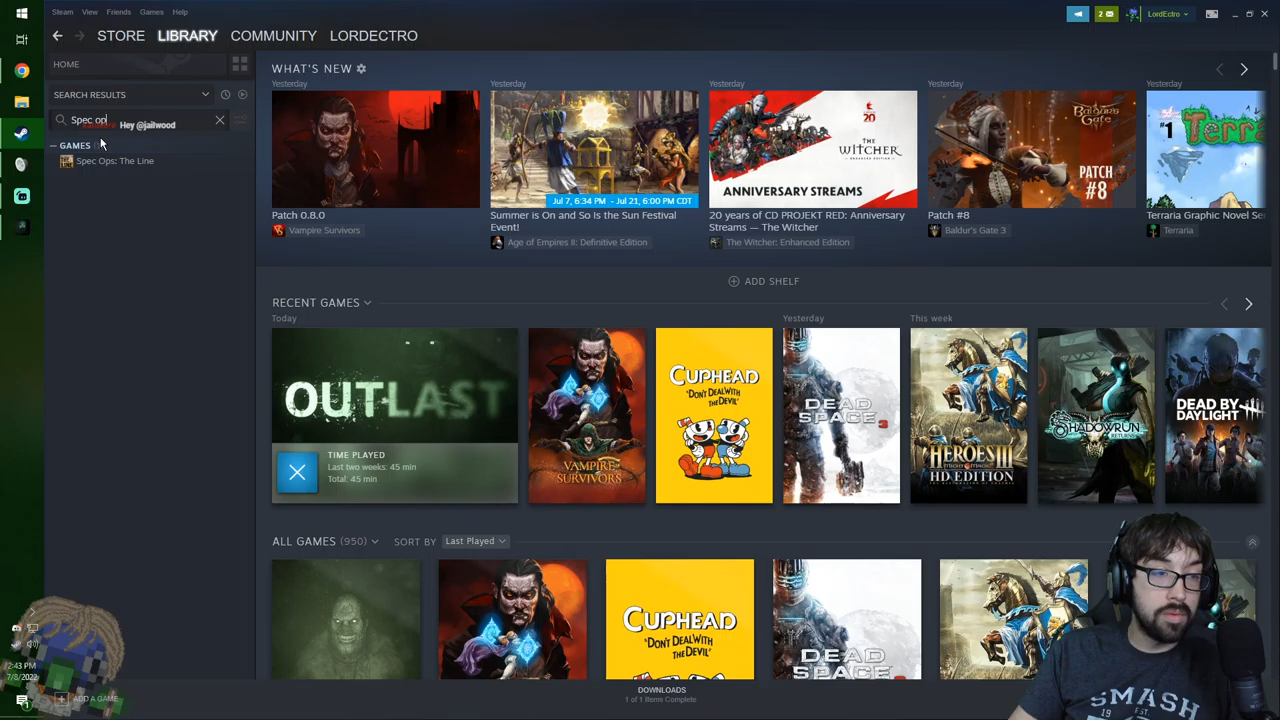 Steam View Friends Games Help
2
LordEctro
STORE LIBRARY COMMUNITY LORDECTRO
HOME
SEARCH RESULTS
Spec op
Hey @jailwood
GAMES
Spec Ops: The Line
WHAT'S NEW
Yesterday
Patch 0.8.0
Vampire Survivors
Yesterday
Jul 7, 6:34 PM - Jul 21, 6:00 PM CDT
Summer is On and So Is the Sun Festival
Event!
Age of Empires II: Definitive Edition
Yesterday
THE
WITCHER
ENHANCED EDITION
20
ANNIVERSARY STREAMS
20 years of CD PROJEKT RED: Anniversary
Streams — The Witcher
The Witcher: Enhanced Edition
Yesterday
BALDUR'S
GATE
PATCH
#8
Patch #8
Baldur's Gate 3
Yesterday
#1
Terra
Terraria Graphic Novel Ser
Terraria
ADD SHELF
RECENT GAMES
Today
OUTLAST
TIME PLAYED
Last two weeks: 45 min
Total: 45 min
VAMPIRE
SURVIVORS
CUPHEAD
"DON'T DEAL WITH
THE DEVIL"
Yesterday
DEAD
SPACE 3
This week
HEROES III
HD EDITION
SHADOWRUN
RETURNS
DEAD BY
DAYLIGHT
ALL GAMES (950)
SORT BY Last Played
CUPHEAD
"DON'T DEAL WITH
DEAD
SPACE
DOWNLOADS
1 of 1 Items Complete
ADD A GAME
2:43 PM
7/8/2022
SMASH
19